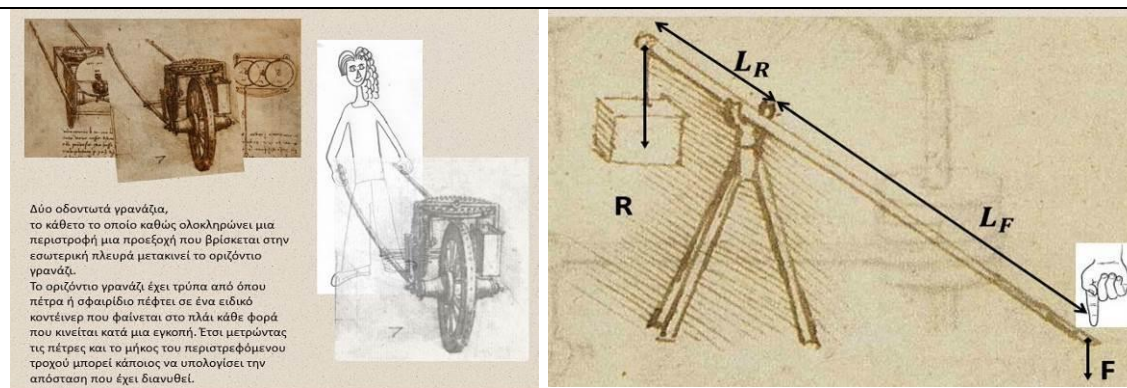 Δύο οδοντωτά γρανάζια,
το κάθετο το οποίο καθώς ολοκληρώνει μια
περιστροφή μια προεξοχή που βρίσκεται στην
εσωτερική πλευρά μετακινεί το οριζόντιο
γρανάζι.
Το οριζόντιο γρανάζι έχει τρύπα από όπου
πέτρα ή σφαιρίδιο πέφτει σε ένα ειδικό
κοντέινερ που φαίνεται στο πλάι κάθε φορά
που κινείται κατά μια εγκοπή. Έτσι μετρώντας
τις πέτρες και το μήκος του περιστρεφόμενου
τροχού μπορεί κάποιος να υπολογίσει την
απόσταση που έχει διανυθεί.
L_R
R
L_F
F